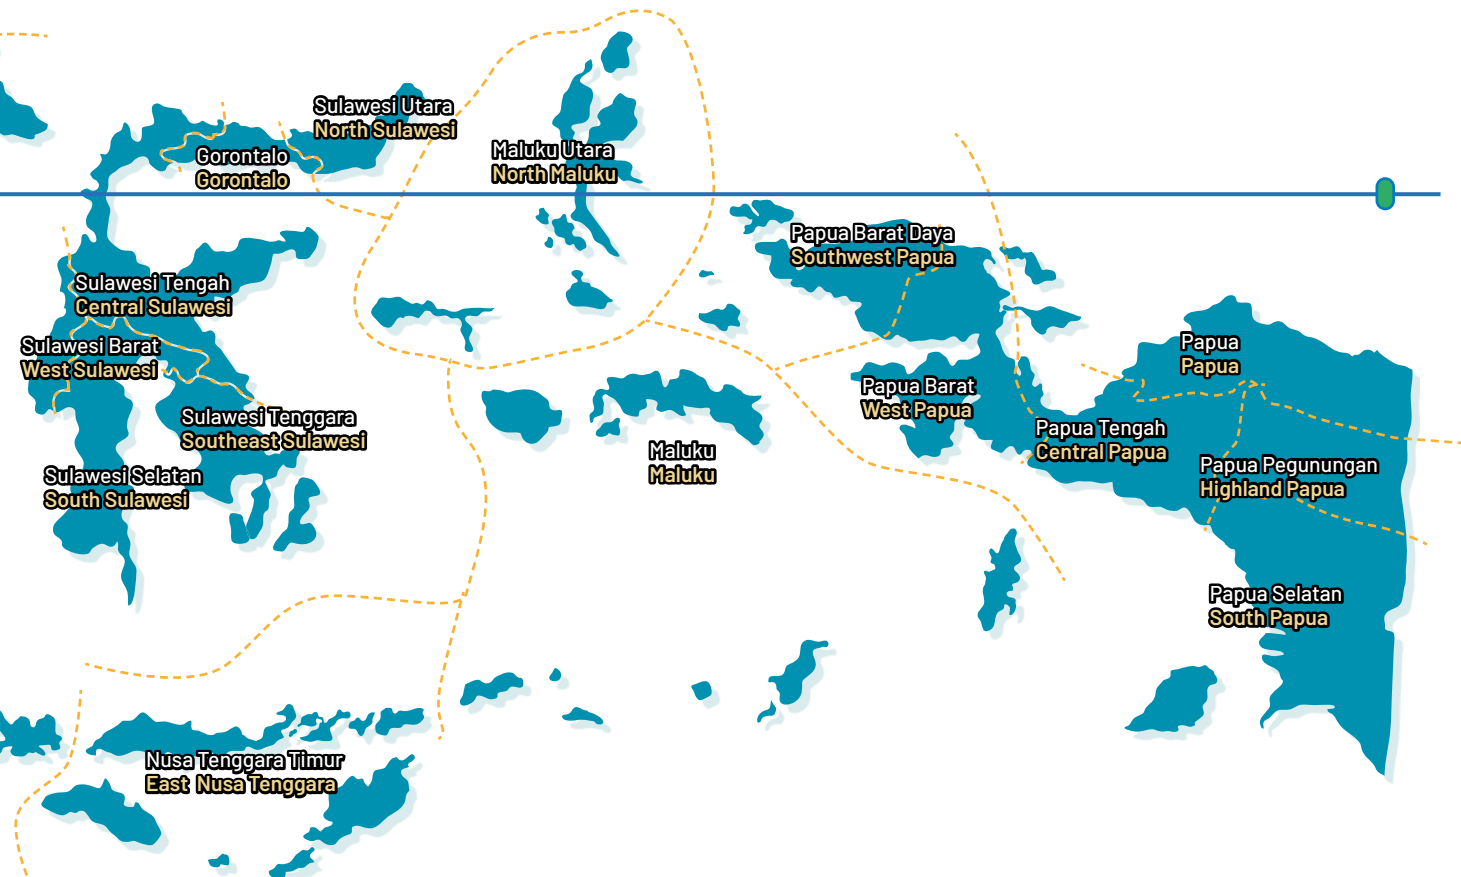 Sulawesi Utara
North Sulawesi
Gorontalo
Gorontalo
Maluku Utara
North Maluku
Papua Barat Daya
Southwest Papua
Sulawesi Tengah
Central Sulawesi
Sulawesi Barat
West Sulawesi
Papua
Papua
Papua Barat
West Papua
Sulawesi Tenggara
Southeast Sulawesi
Papua Tengah
Central Papua
Maluku
Maluku
Papua Pegunungan
Highland Papua
Sulawesi Selatan
South Sulawesi
Papua Selatan
South Papua
Nusa Tenggara Timur
East Nusa Tenggara